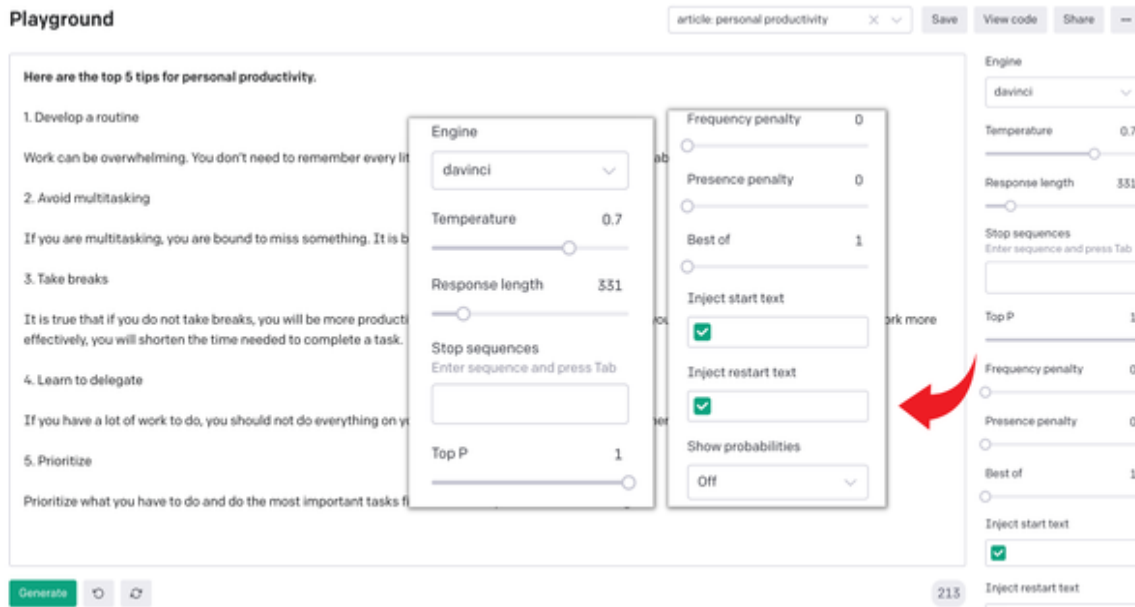 Playground
article: personal productivity
Save
View code
Share
Here are the top 5 tips for personal productivity.
1. Develop a routine
Work can be overwhelming. You don't need to remember every
2. Avoid multitasking
If you are multitasking, you are bound to miss something. It is
3. Take breaks
It is true that if you do not take breaks, you will be more
rk more
effectively, you will shorten the time needed to complete a task.
4. Learn to delegate
If you have a lot of work to do, you should not do everything on
5. Prioritize
Prioritize what you have to do and do the most important tasks
Generate
213
Engine
davinci
Temperature 0.7
Response length 331
Stop sequences
Enter sequence and press Tab
Top P 1
Frequency penalty 0
Presence penalty 0
Best of 1
Inject start text
Inject restart text
Show probabilities
Off
Engine
davinci
Temperature 0.7
Response length 331
Stop sequences
Enter sequence and press Tab
Top P 1
Frequency penalty 0
Presence penalty 0
Best of 1
Inject start text
Inject restart text